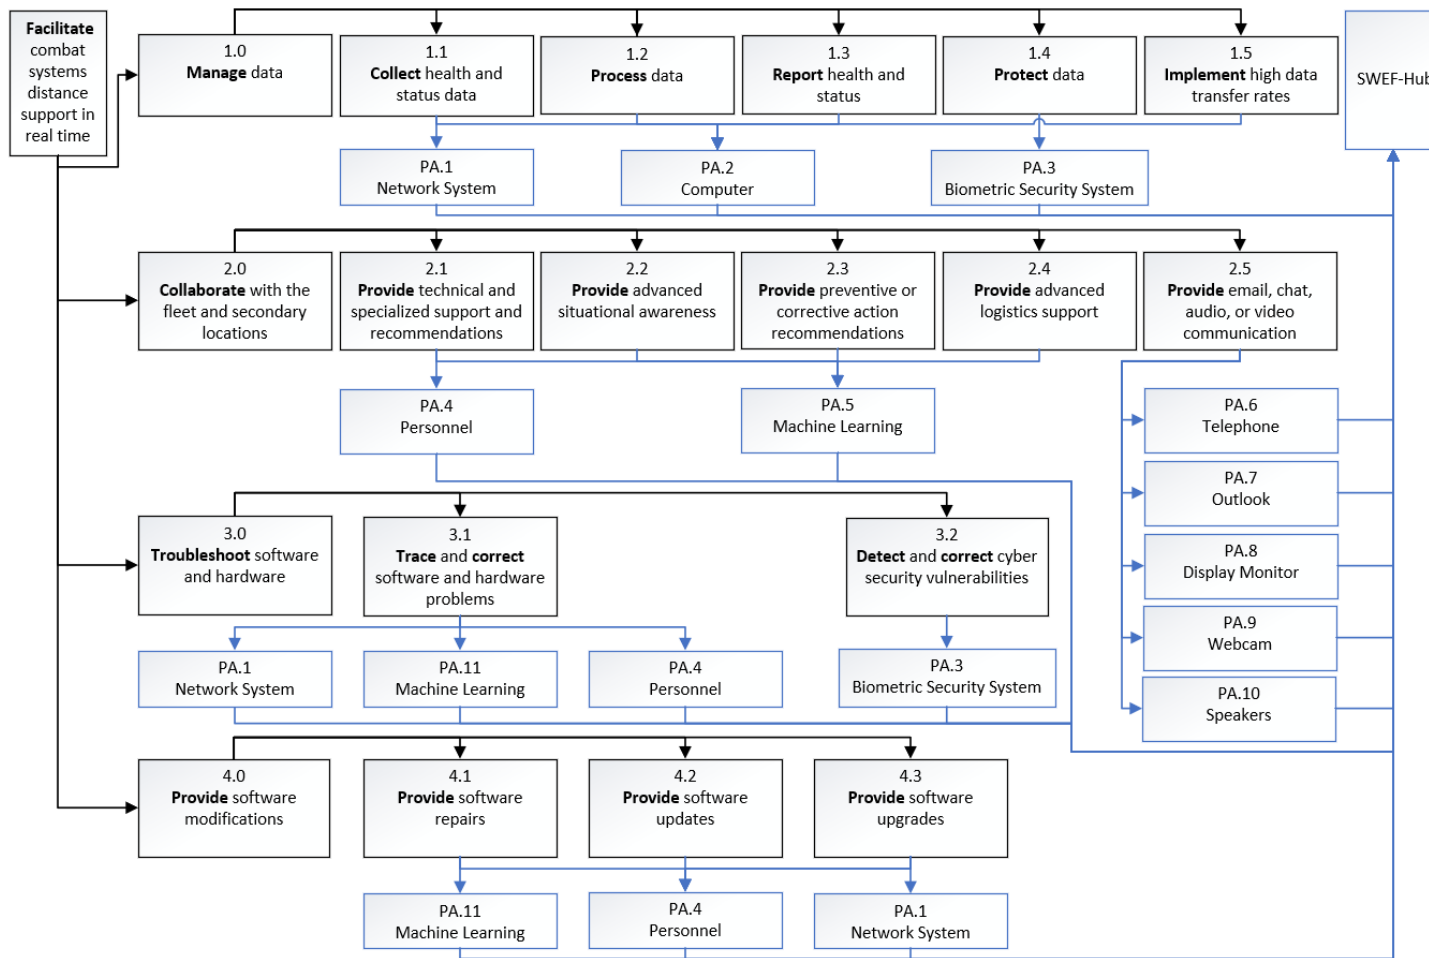 Facilitate
combat
systems
distance
support in
real time
1.0
Manage data
1.1
Collect health and
status data
1.2
Process data
1.3
Report health and
status
1.4
Protect data
1.5
Implement high data
transfer rates
SWEF-Hub
PA.1
Network System
PA.2
Computer
PA.3
Biometric Security System
2.0
Collaborate with the
fleet and secondary
locations
2.1
Provide technical and
specialized support and
recommendations
2.2
Provide advanced
situational awareness
2.3
Provide preventive or
corrective action
recommendations
2.4
Provide advanced
logistics support
2.5
Provide email, chat,
audio, or video
communication
PA.4
Personnel
PA.5
Machine Learning
PA.6
Telephone
PA.7
Outlook
PA.8
Display Monitor
PA.9
Webcam
PA.10
Speakers
3.0
Troubleshoot software
and hardware
3.1
Trace and correct
software and hardware
problems
3.2
Detect and correct cyber
security vulnerabilities
PA.1
Network System
PA.11
Machine Learning
PA.4
Personnel
PA.3
Biometric Security System
4.0
Provide software
modifications
4.1
Provide software
repairs
4.2
Provide software
updates
4.3
Provide software
upgrades
PA.11
Machine Learning
PA.4
Personnel
PA.1
Network System